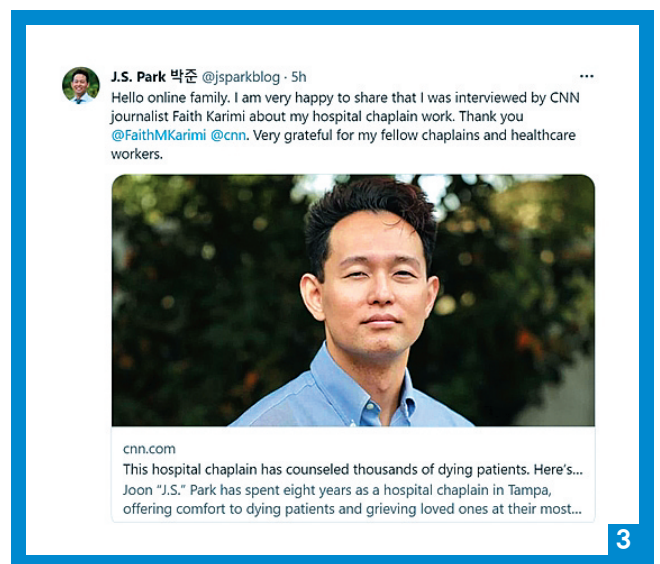 J.S. Park 박준 @jsparkblog · 5h
Hello online family. I am very happy to share that I was interviewed by CNN
journalist Faith Karimi about my hospital chaplain work. Thank you
@FaithMKarimi @cnn. Very grateful for my fellow chaplains and healthcare
workers.
cnn.com
This hospital chaplain has counseled thousands of dying patients. Here's...
Joon “J.S.” Park has spent eight years as a hospital chaplain in Tampa,
offering comfort to dying patients and grieving loved ones at their most...
3